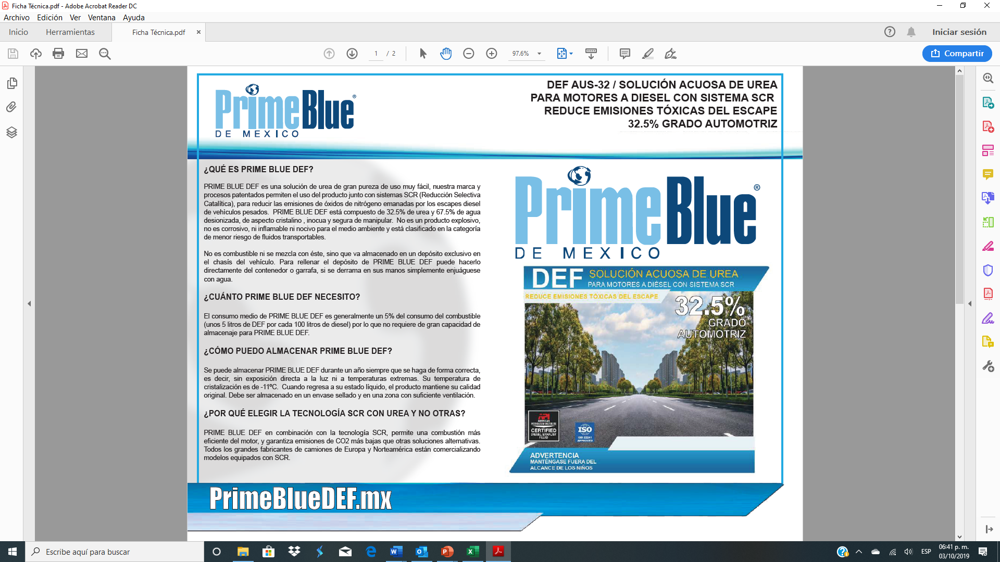 Ficha Técnica.pdf - Adobe Acrobat Reader DC
Archivo Edición Ver Ventana Ayuda
Inicio Herramientas Ficha Técnica.pdf Iniciar sesión
1 / 2 97.6% Compartir
PrimeBlue®
DE MEXICO
DEF AUS-32 / SOLUCIÓN ACUOSA DE UREA
PARA MOTORES A DIESEL CON SISTEMA SCR
REDUCE EMISIONES TÓXICAS DEL ESCAPE
32.5% GRADO AUTOMOTRIZ
¿QUÉ ES PRIME BLUE DEF?
PRIME BLUE DEF es una solución de urea de gran pureza de uso muy fácil, nuestra marca y
procesos patentados permiten el uso del producto junto con sistemas SCR (Reducción Selectiva
Catalítica), para reducir las emisiones de óxidos de nitrógeno emanadas por los escapes diesel
de vehìculos pesados. PRIME BLUE DEF está compuesto de 32.5% de urea y 67.5% de agua
desionizada, de aspecto cristalino , inocua y segura de manipular. No es un producto explosivo,
no es corrosivo, ni inflamable ni nocivo para el medio ambiente y está clasificado en la categoría
de menor riesgo de fluidos transportables.
No es combustible ni se mezcla con éste, sino que va almacenado en un depósito exclusivo en
el chasís del vehículo. Para rellenar el depósito de PRIME BLUE DEF puede hacerlo
directamente del contenedor o garrafa, si se derrama en sus manos simplemente enjuáguese
con agua.
¿CUÁNTO PRIME BLUE DEF NECESITO?
El consumo medio de PRIME BLUE DEF es generalmente un 5% del consumo del combustible
(unos 5 litros de DEF por cada 100 litros de diesel) por lo que no requiere de gran capacidad de
almacenaje para PRIME BLUE DEF.
¿CÓMO PUEDO ALMACENAR PRIME BLUE DEF?
Se puede almacenar PRIME BLUE DEF durante un año siempre que se haga de forma correcta,
es decir, sin exposición directa a la luz ni a temperaturas extremas. Su temperatura de
cristalización es de -11ºC. Cuando regresa a su estado líquido, el producto mantiene su calidad
original. Debe ser almacenado en un envase sellado y en una zona con suficiente ventilación.
¿POR QUÉ ELEGIR LA TECNOLOGÍA SCR CON UREA Y NO OTRAS?
PRIME BLUE DEF en combinación con la tecnología SCR, permite una combustión más
eficiente del motor, y garantiza emisiones de CO2 más bajas que otras soluciones alternativas.
Todos los grandes fabricantes de camiones de Europa y Norteamérica están comercializando
modelos equipados con SCR.
PrimeBlue®
DE MEXICO
DEF SOLUCIÓN ACUOSA DE UREA
PARA MOTORES A DIÉSEL CON SISTEMA SCR
REDUCE EMISIONES TÓXICAS DEL ESCAPE
32.5%
GRADO
AUTOMOTRIZ
API
AMERICAN
PETROLEUM INSTITUTE
CERTIFIED
DIESEL EXHAUST
FLUID
ISO
ISO 22241
APPROVED
ADVERTENCIA
MANTÉNGASE FUERA DEL
ALCANCE DE LOS NIÑOS
PrimeBlueDEF.mx
Escribe aquí para buscar
ESP
06:41 p. m.
03/10/2019